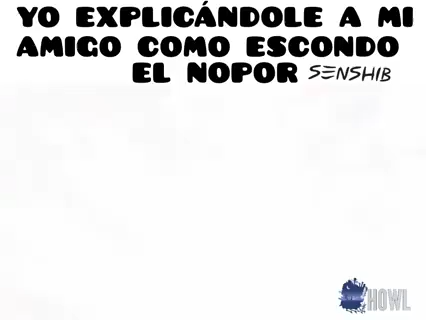 YO EXPLICÁNDOLE A MI
AMIGO COMO ESCONDO
EL NOPOR SENSHIB
HOWL